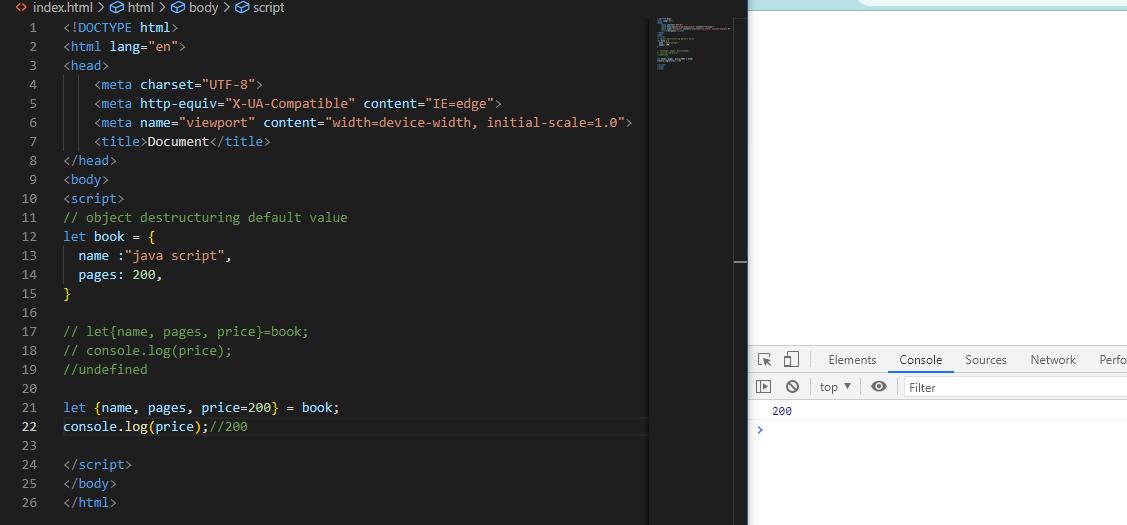 index.html > html > body > script
1 <!DOCTYPE html>
2 <html lang="en">
3 <head>
4 <meta charset="UTF-8">
5 <meta http-equiv="X-UA-Compatible" content="IE=edge">
6 <meta name="viewport" content="width=device-width, initial-scale=1.0">
7 <title>Document</title>
8 </head>
9 <body>
10 <script>
11 // object destructuring default value
12 let book = {
13 name :"java script",
14 pages: 200,
15 }
16
17 // let{name, pages, price}=book;
18 // console.log(price);
19 //undefined
20
21 let {name, pages, price=200} = book;
22 console.log(price);//200
23
24 </script>
25 </body>
26 </html>
Elements Console Sources Network Perfo
top Filter
200